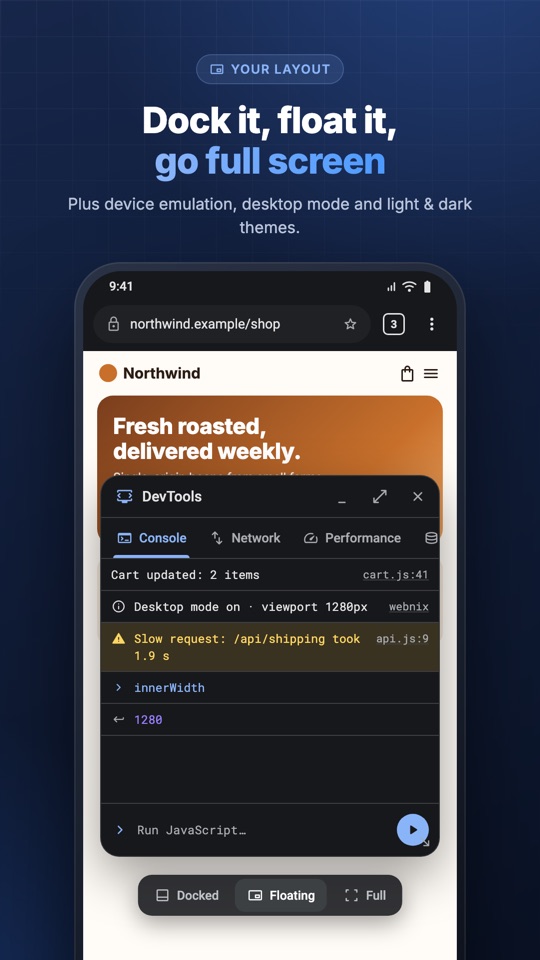 YOUR LAYOUT
Dock it, float it,
go full screen
Plus device emulation, desktop mode and light & dark
themes.
9:41
northwind.example/shop
3
Northwind
Fresh roasted,
delivered weekly.
DevTools
Console Network Performance
Cart updated: 2 items cart.js:41
Desktop mode on · viewport 1280px webnix
Slow request: /api/shipping took api.js:9
1.9 s
innerWidth
1280
Run JavaScript…
Docked Floating Full